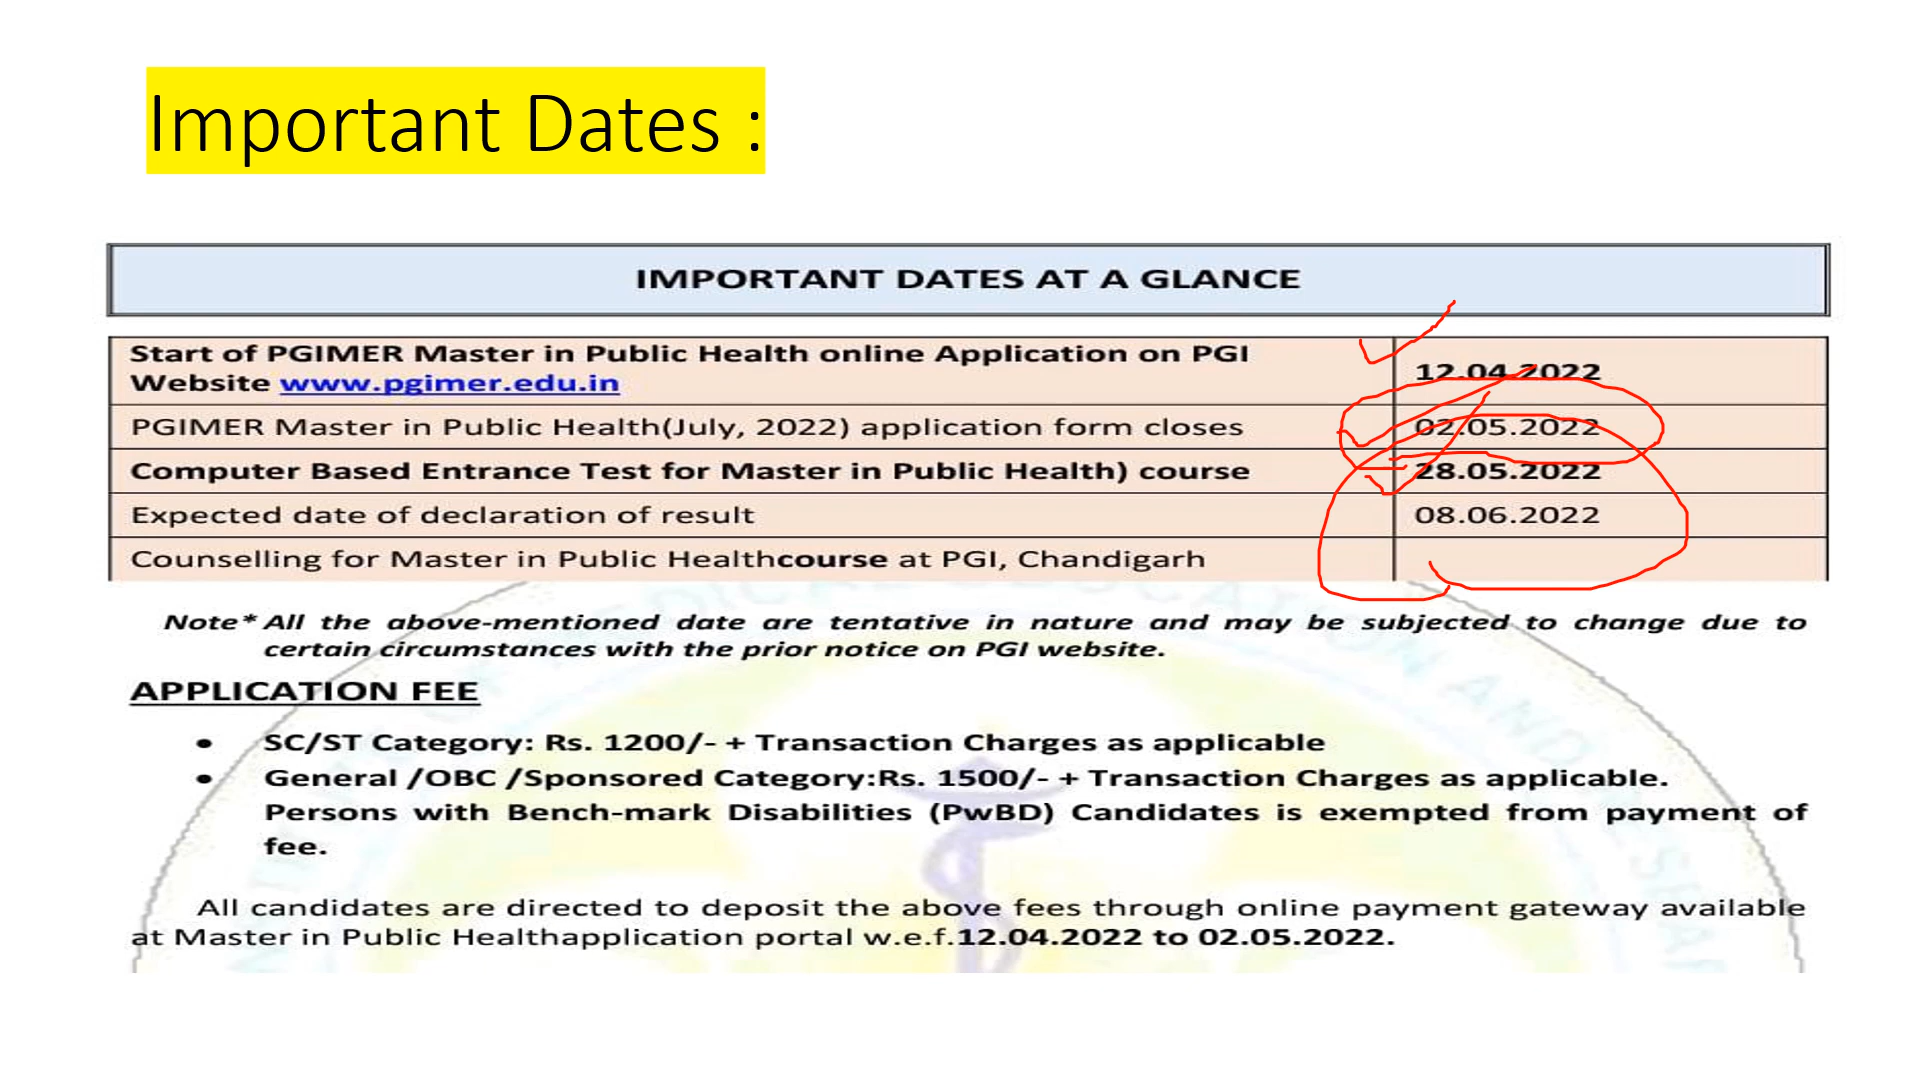 Important Dates :
IMPORTANT DATES AT A GLANCE
Start of PGIMER Master in Public Health online Application on PGI
Website www.pgimer.edu.in
12.04.2022
PGIMER Master in Public Health(July, 2022) application form closes
02.05.2022
Computer Based Entrance Test for Master in Public Health) course
28.05.2022
Expected date of declaration of result
08.06.2022
Counselling for Master in Public Healthcourse at PGI, Chandigarh
Note* All the above-mentioned date are tentative in nature and may be subjected to change due to
certain circumstances with the prior notice on PGI website.
APPLICATION FEE
• SC/ST Category: Rs. 1200/- + Transaction Charges as applicable
• General /OBC /Sponsored Category:Rs. 1500/- + Transaction Charges as applicable.
Persons with Bench-mark Disabilities (PwBD) Candidates is exempted from payment of
fee.
All candidates are directed to deposit the above fees through online payment gateway available
at Master in Public Healthapplication portal w.e.f.12.04.2022 to 02.05.2022.